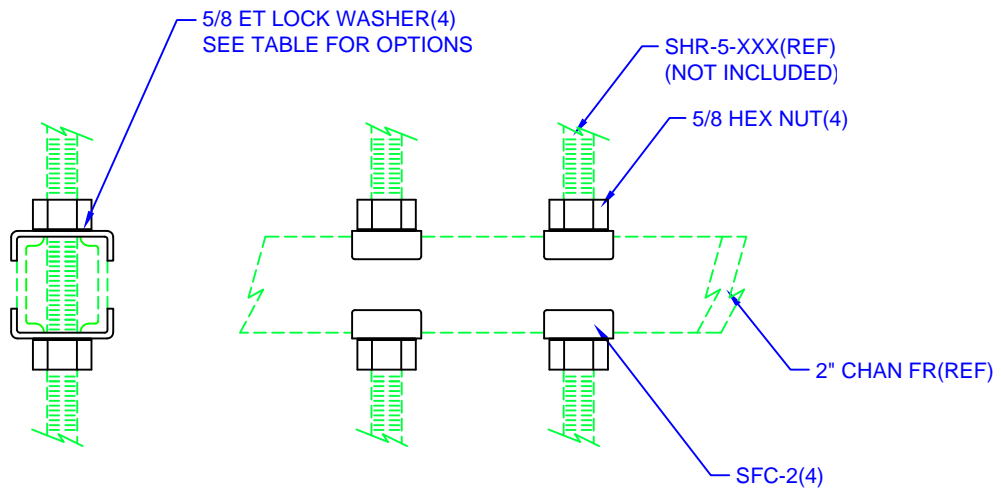 5/8 ET LOCK WASHER(4)
SEE TABLE FOR OPTIONS
SHR-5-XXX(REF)
(NOT INCLUDED)
5/8 HEX NUT(4)
2" CHAN FR(REF)
SFC-2(4)